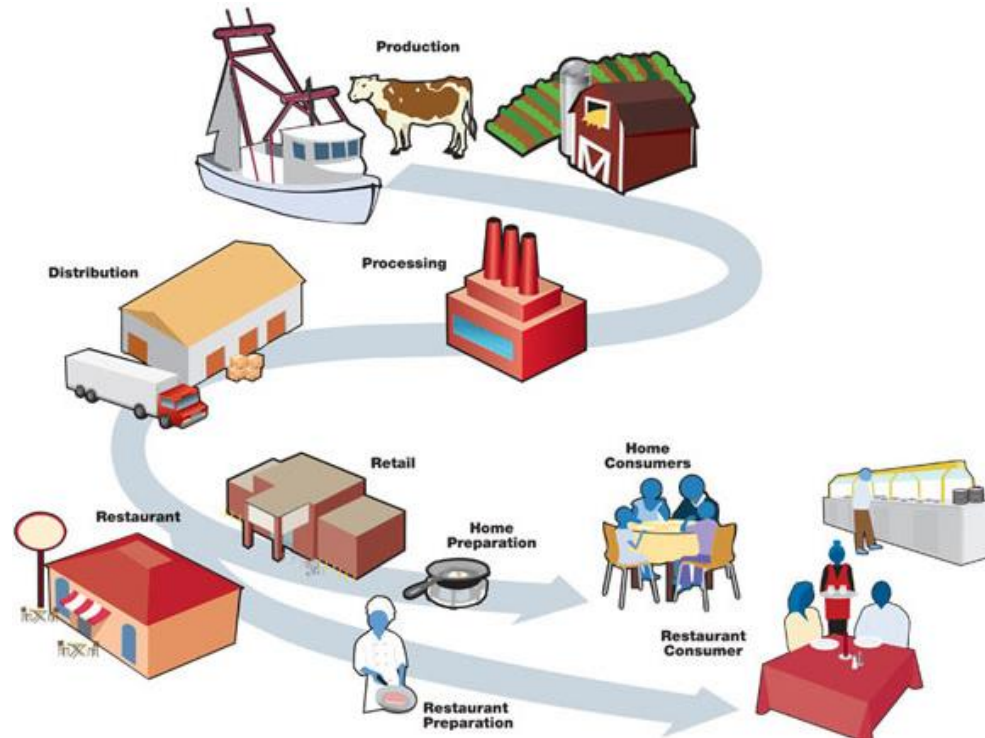 Production
Processing
Distribution
Retail
Home
Consumers
Restaurant
Home
Preparation
Restaurant
Consumer
Restaurant
Preparation